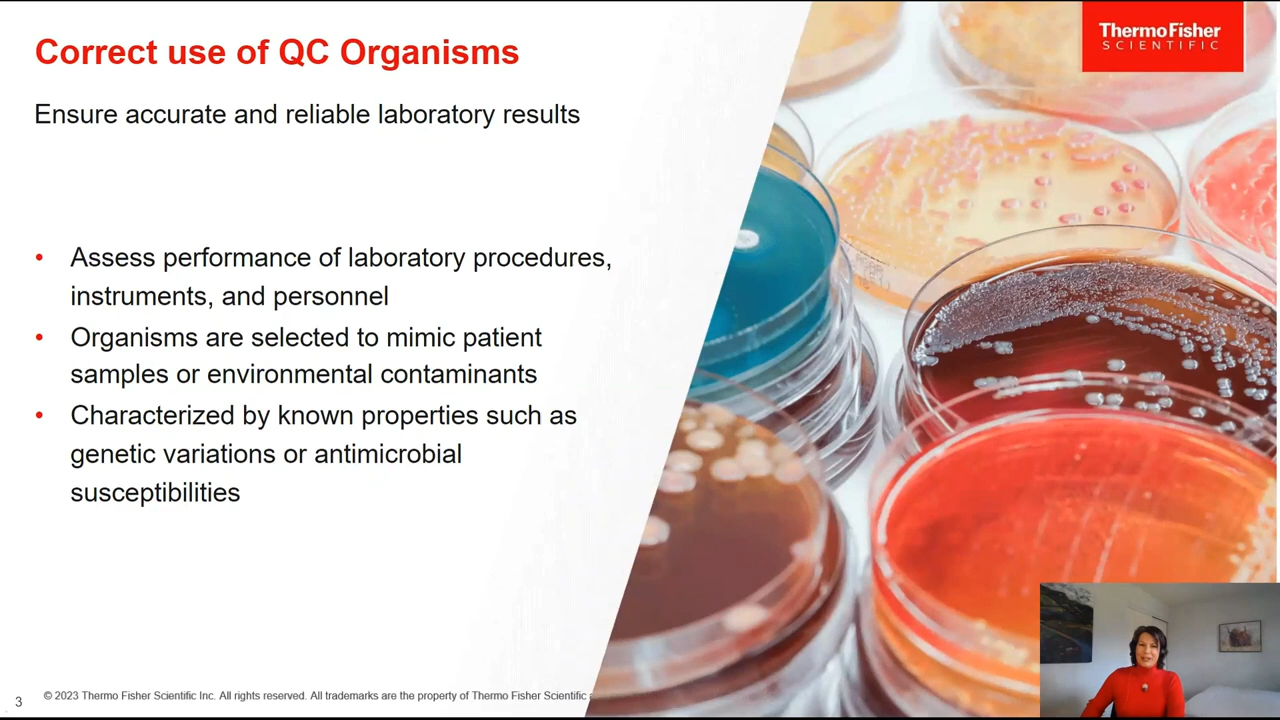 Correct use of QC Organisms
ThermoFisher
SCIENTIFIC
Ensure accurate and reliable laboratory results
• Assess performance of laboratory procedures,
instruments, and personnel
• Organisms are selected to mimic patient
samples or environmental contaminants
• Characterized by known properties such as
genetic variations or antimicrobial
susceptibilities
3
© 2023 Thermo Fisher Scientific Inc. All rights reserved. All trademarks are the property of Thermo Fisher Scientific